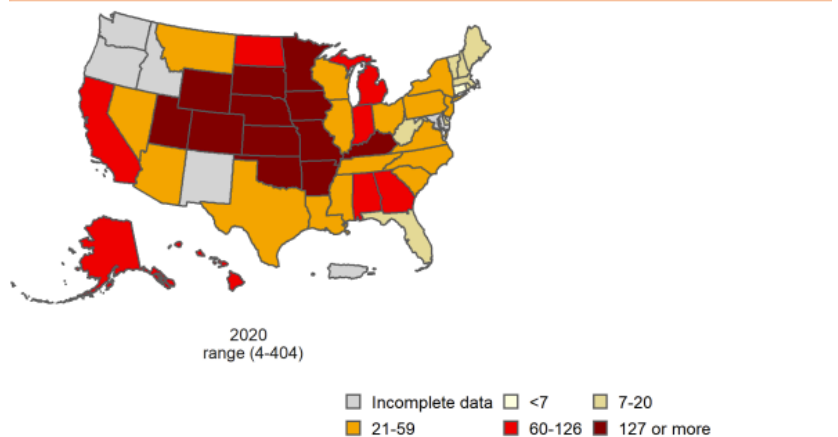 2020
range (4-404)
Incomplete data <7 7-20
21-59 60-126 127 or more